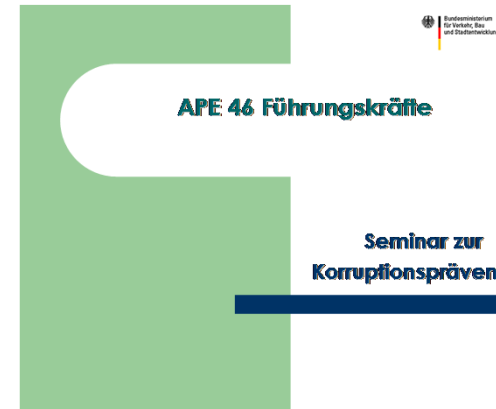 Bundesministerium
für Verkehr, Bau
und Stadtentwicklun
APE 46 Führungskräfte
Seminar zur
Korruptionspräven